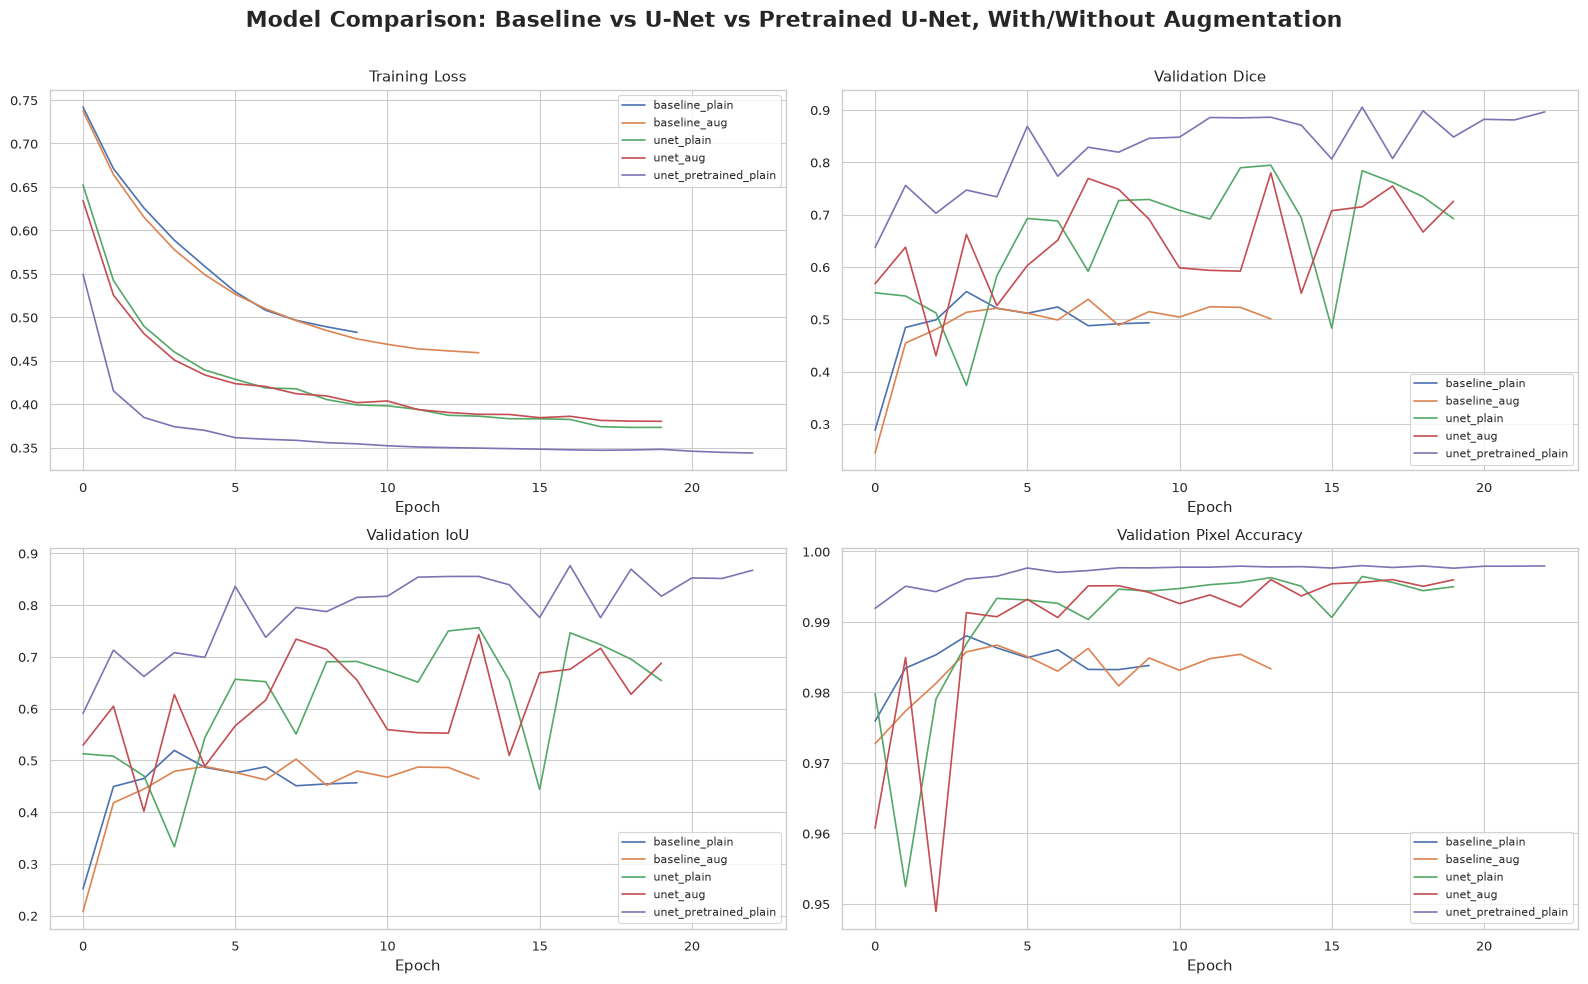 Model Comparison: Baseline vs U-Net vs Pretrained U-Net, With/Without Augmentation
Training Loss
0.75
0.70
0.65
0.60
0.55
0.50
0.45
0.40
0.35
0 5 10 15 20
Epoch
baseline_plain
baseline_aug
unet_plain
unet_aug
unet_pretrained_plain
Validation Dice
0.9
0.8
0.7
0.6
0.5
0.4
0.3
0 5 10 15 20
Epoch
baseline_plain
baseline_aug
unet_plain
unet_aug
unet_pretrained_plain
Validation IoU
0.9
0.8
0.7
0.6
0.5
0.4
0.3
0.2
0 5 10 15 20
Epoch
baseline_plain
baseline_aug
unet_plain
unet_aug
unet_pretrained_plain
Validation Pixel Accuracy
1.00
0.99
0.98
0.97
0.96
0.95
0 5 10 15 20
Epoch
baseline_plain
baseline_aug
unet_plain
unet_aug
unet_pretrained_plain